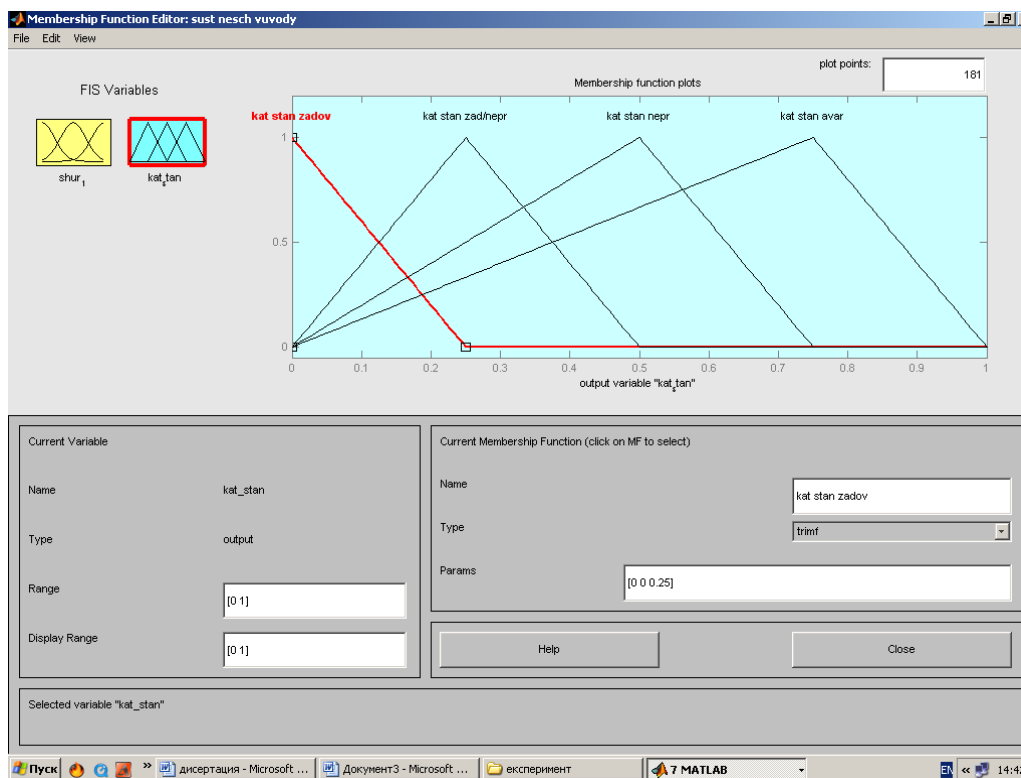 Membership Function Editor: sust nesch vuvody
File Edit View
FIS Variables
plot points: 181
Membership function plots
kat stan zadov kat stan zad/nepr kat stan nepr kat stan avar
1
0.5
0
0 0.1 0.2 0.3 0.4 0.5 0.6 0.7 0.8 0.9 1
output variable "kat_stan"
shur_1 kat_stan
Current Variable
Name kat_stan
Type output
Range [0 1]
Display Range [0 1]
Current Membership Function (click on MF to select)
Name kat stan zadov
Type trimf
Params [0 0 0.25]
Help Close
Selected variable "kat_stan"
Пуск » дисертация - Microsoft ... Документ3 - Microsoft ... експеримент 7 MATLAB EN «